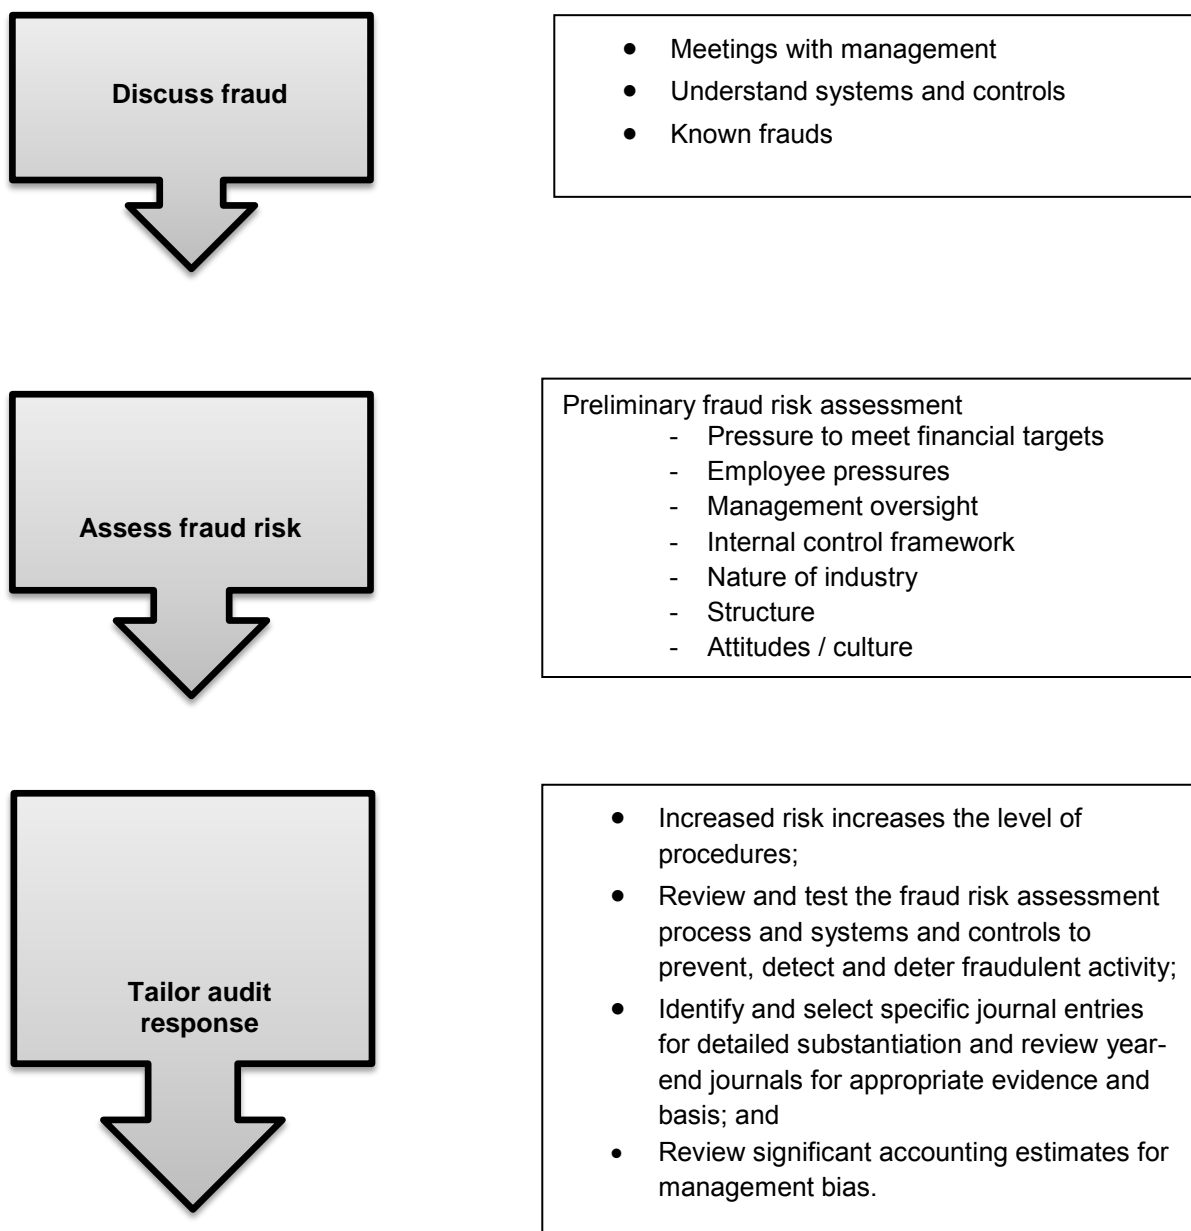 Discuss fraud
● Meetings with management
● Understand systems and controls
● Known frauds
Assess fraud risk
Preliminary fraud risk assessment
- Pressure to meet financial targets
- Employee pressures
- Management oversight
- Internal control framework
- Nature of industry
- Structure
- Attitudes / culture
Tailor audit
response
● Increased risk increases the level of
procedures;
● Review and test the fraud risk assessment
process and systems and controls to
prevent, detect and deter fraudulent activity;
● Identify and select specific journal entries
for detailed substantiation and review year-
end journals for appropriate evidence and
basis; and
● Review significant accounting estimates for
management bias.